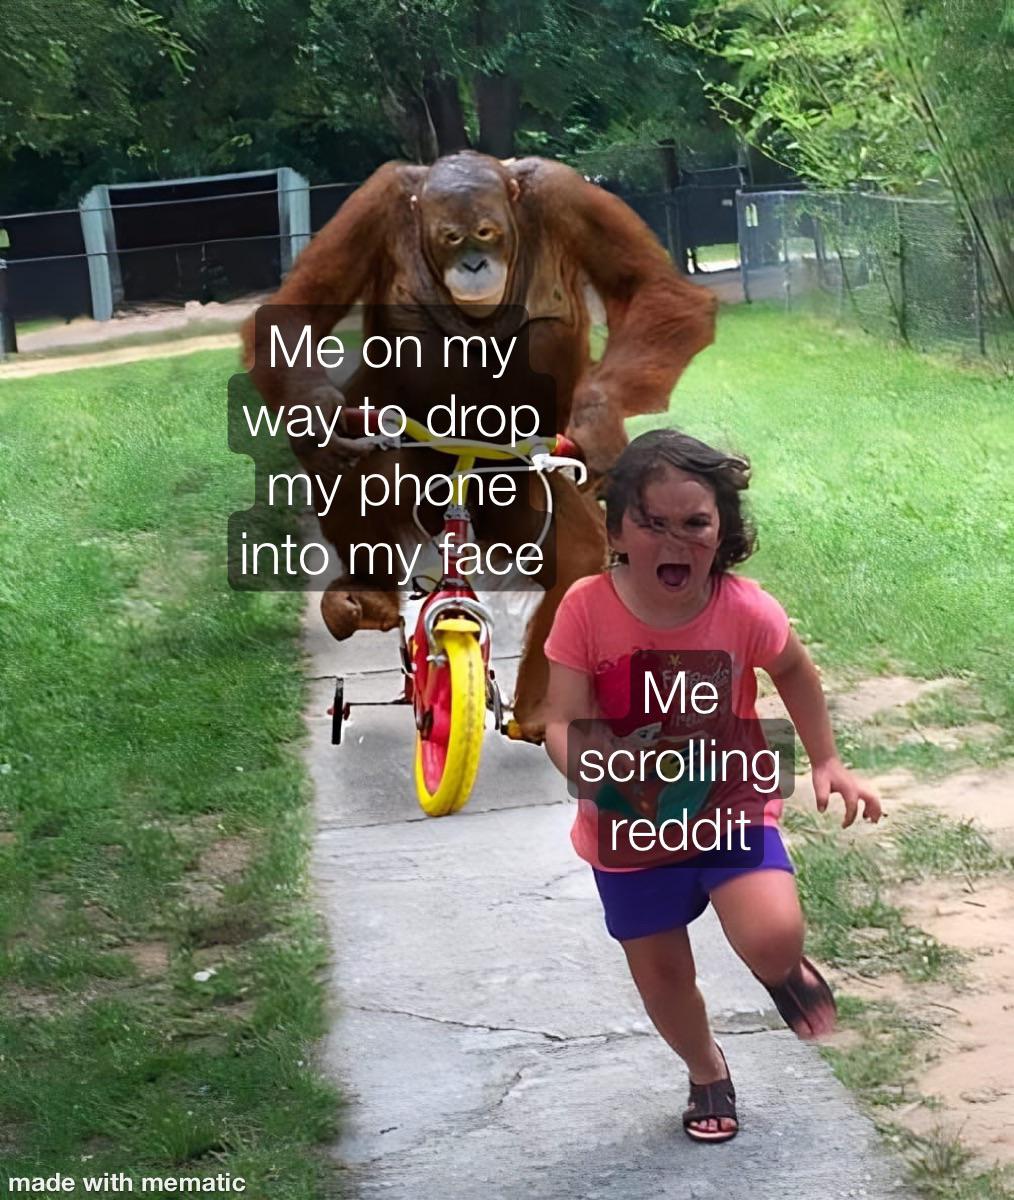 Me on my
way to drop
my phone
into my face
Me
scrolling
reddit
made with mematic